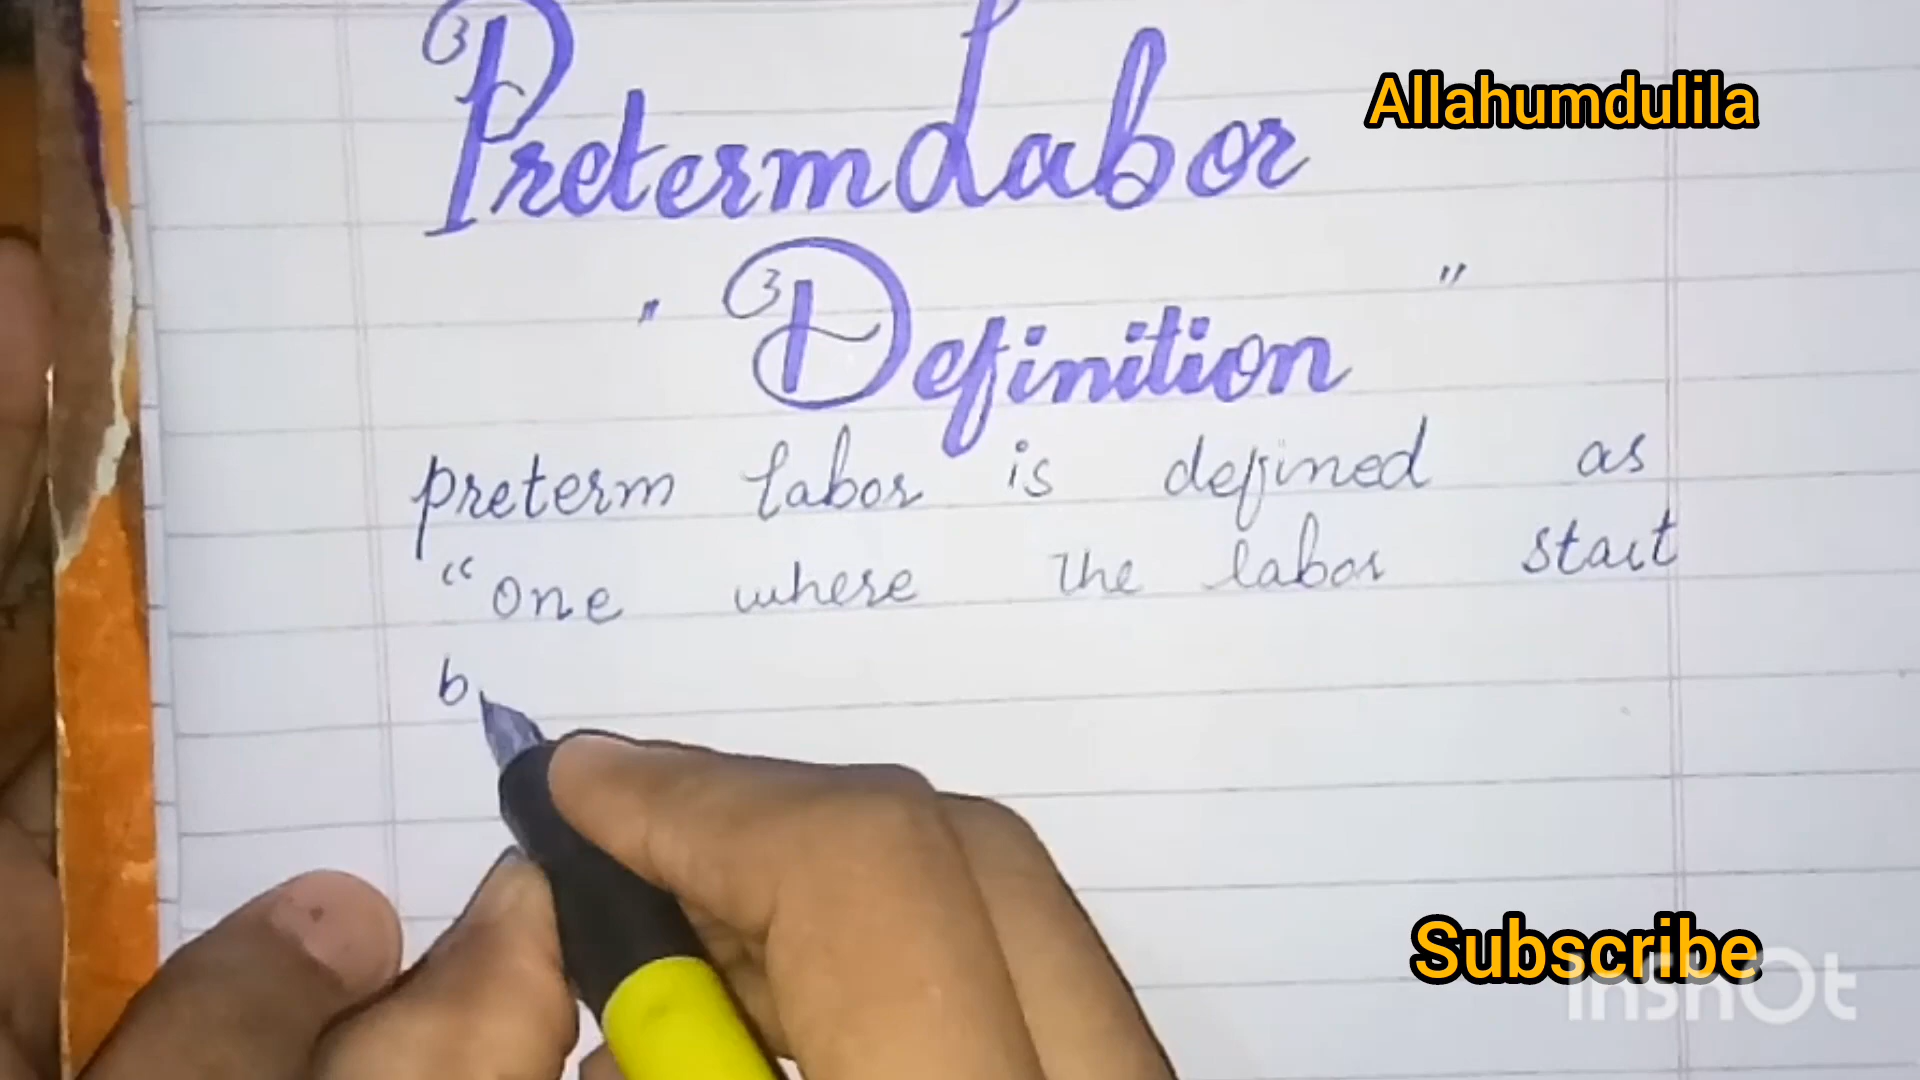 Preterm Labor
Allahumdulila
" Definition "
preterm labor is defined as
"one where the labor start
b
Subscribe
INSHOt